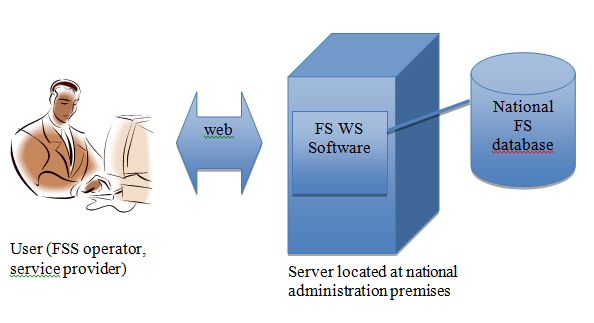 User (FSS operator,
service provider)
web
FS WS
Software
Server located at national
administration premises
National
FS
database